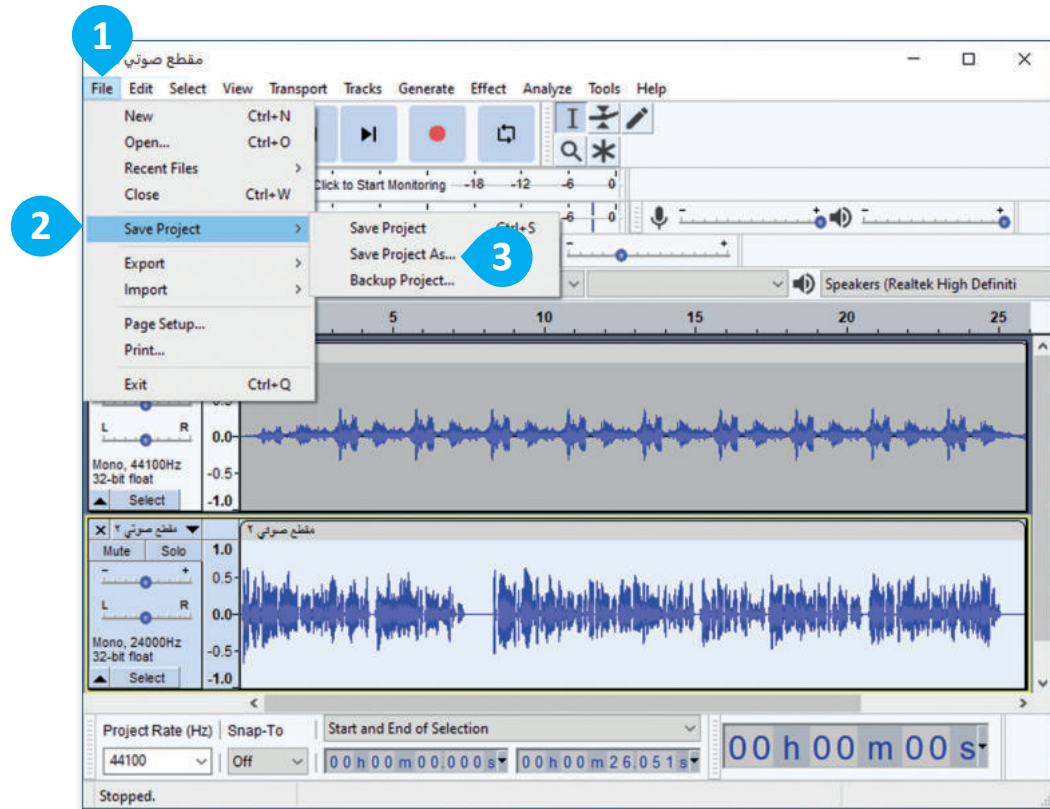 1
مقطع صوتي
File Edit Select View Transport Tracks Generate Effect Analyze Tools Help
New Ctrl+N
Open... Ctrl+O
Recent Files >
Close Ctrl+W
Click to Start Monitoring -18 -12 -6 0
2
Save Project >
Save Project Ctrl+S
-6 0
Save Project As...
3
Backup Project...
Export >
Import >
Speakers (Realtek High Definiti
Page Setup...
Print...
Exit Ctrl+Q
5 10 15 20 25
L R
0.0
Mono, 44100Hz
32-bit float
-0.5
Select
-1.0
X مقطع صوتي ٢
مقطع صوتي ٢
Mute Solo
1.0
- +
0.5
L R
0.0
Mono, 24000Hz
32-bit float
-0.5
Select
-1.0
Project Rate (Hz) Snap-To Start and End of Selection
44100 Off 00 h 00 m 00.000 s 00 h 00 m 26.051 s 00 h 00 m 00 s
Stopped.